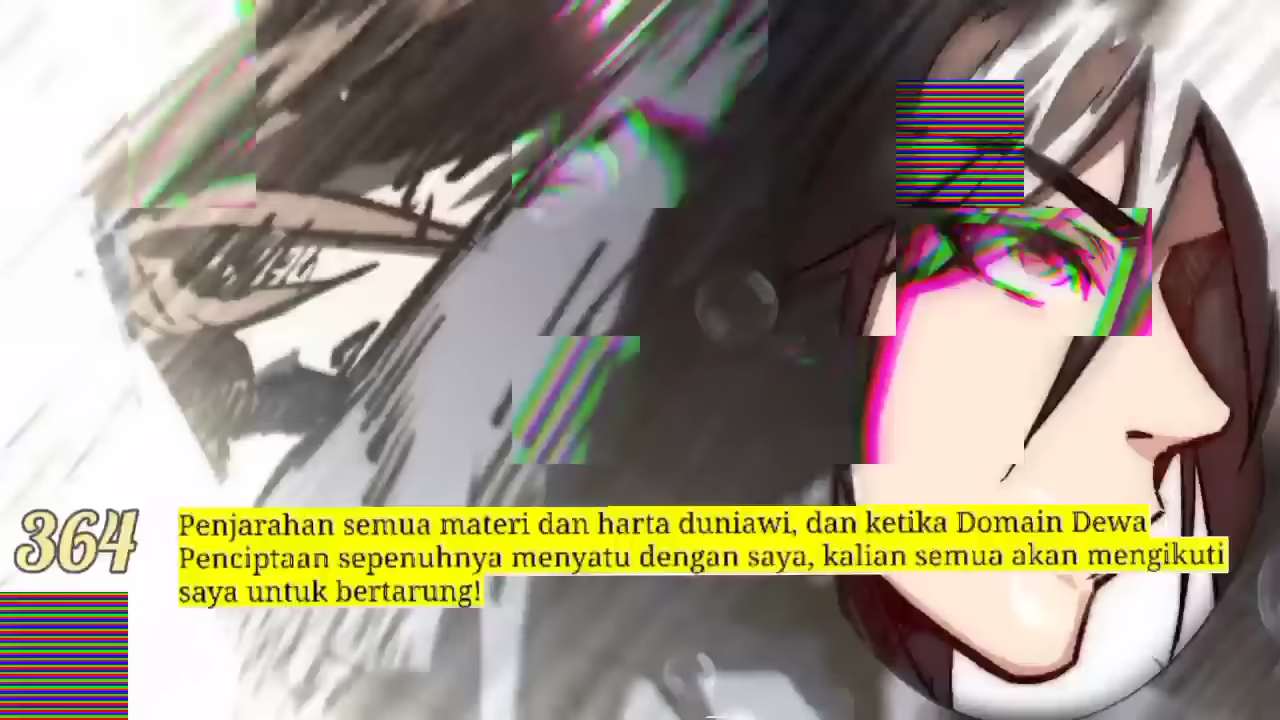 364
Penjarahan semua materi dan harta duniawi, dan ketika Domain Dewa
Penciptaan sepenuhnya menyatu dengan saya, kalian semua akan mengikuti
saya untuk bertarung!